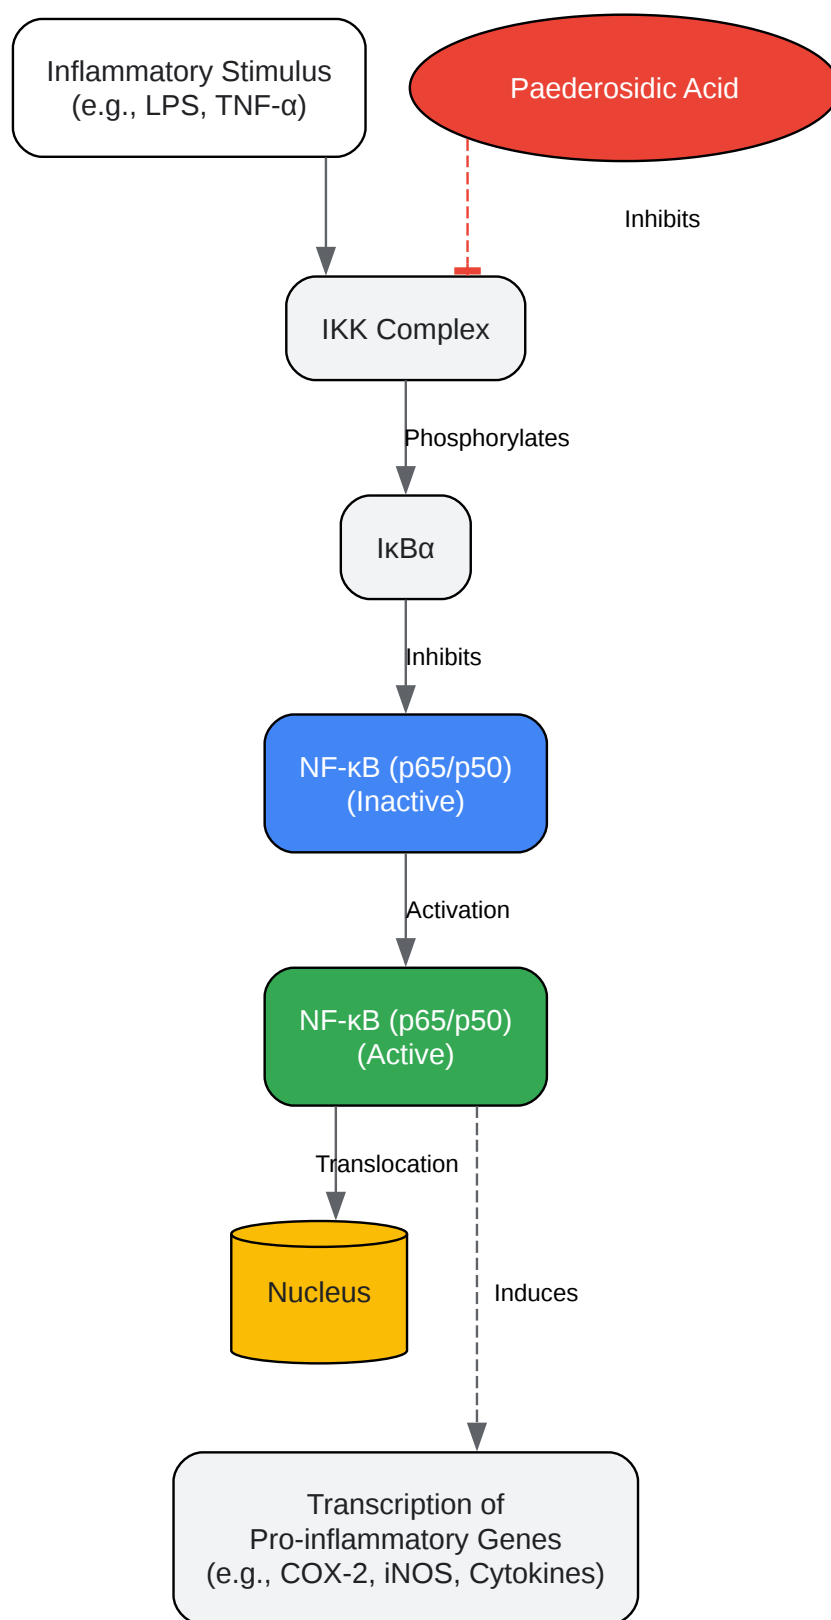 Inflammatory Stimulus
(e.g., LPS, TNF-α)
Paederosidic Acid
Inhibits
IKK Complex
Phosphorylates
IκBα
Inhibits
NF-κB (p65/p50)
(Inactive)
Activation
NF-κB (p65/p50)
(Active)
Translocation
Nucleus
Induces
Transcription of
Pro-inflammatory Genes
(e.g., COX-2, iNOS, Cytokines)